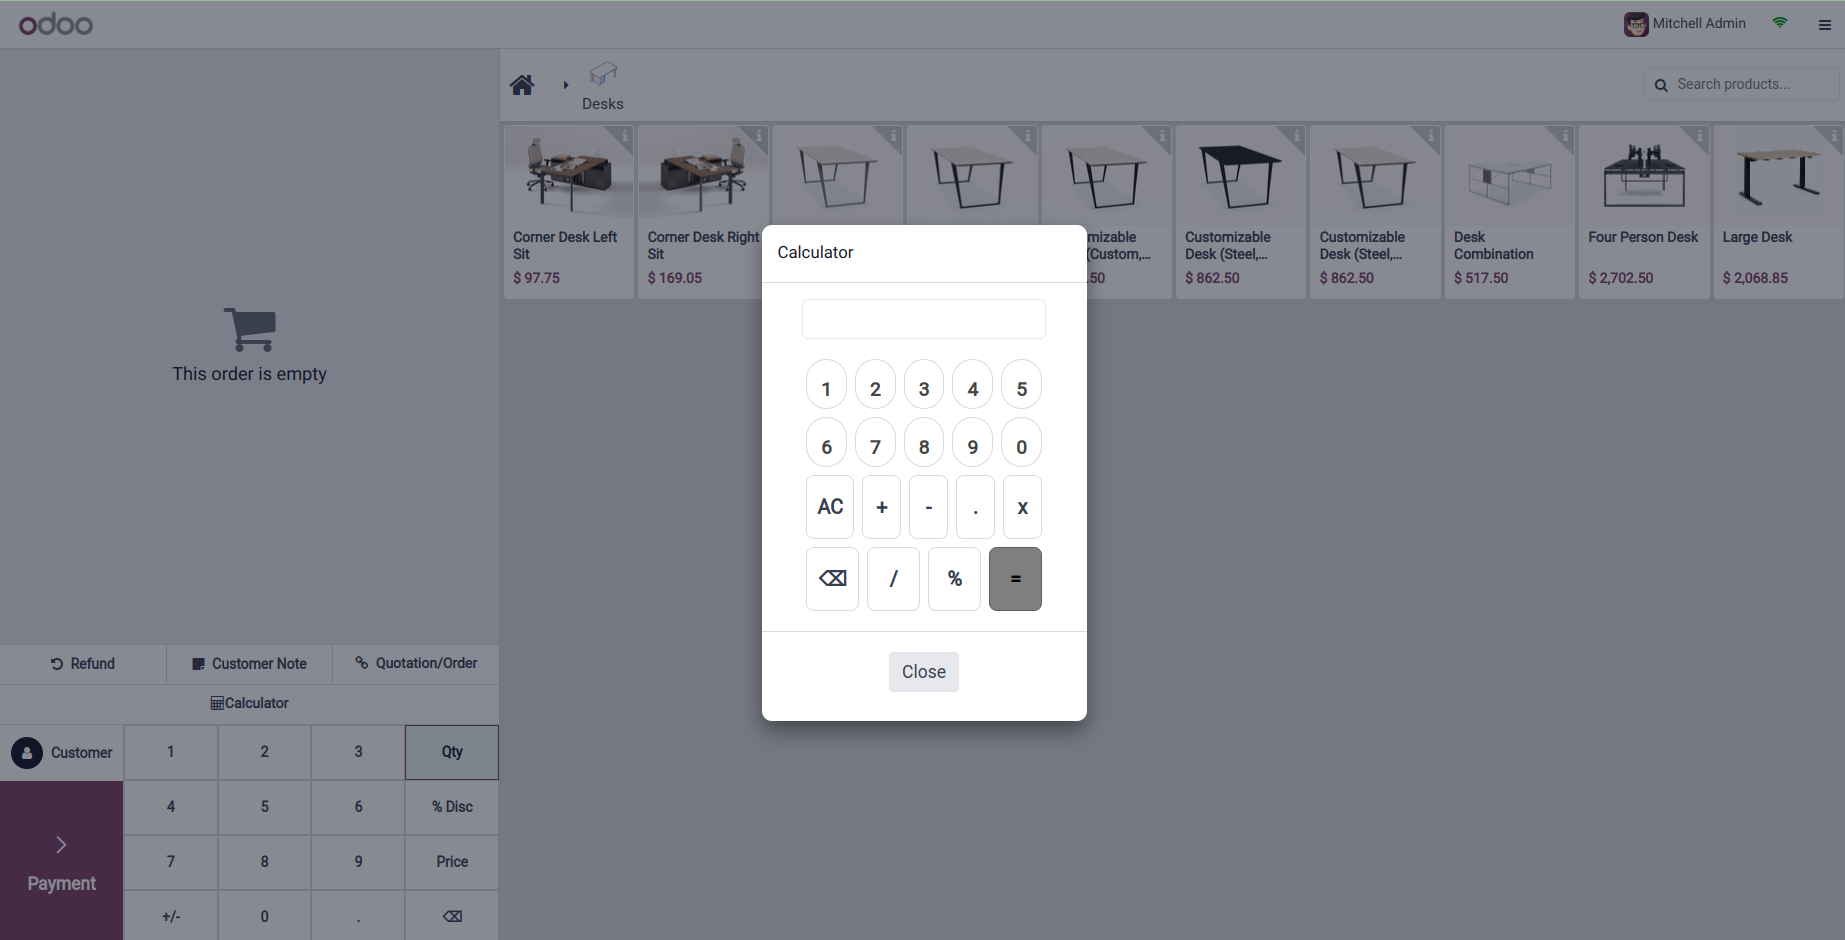 odoo
Mitchell Admin
Desks
Search products...
Corner Desk Left
Sit
$ 97.75
Corner Desk Right
Sit
$ 169.05
mizable
(Custom,...
.50
Customizable
Desk (Steel,...
$ 862.50
Customizable
Desk (Steel,...
$ 862.50
Desk
Combination
$ 517.50
Four Person Desk
$ 2,702.50
Large Desk
$ 2,068.85
Calculator
1 2 3 4 5
6 7 8 9 0
AC + - . x
⌫ / % =
Close
This order is empty
Refund
Customer Note
Quotation/Order
Calculator
Customer
1 2 3 Qty
4 5 6 % Disc
7 8 9 Price
+/- 0 . ⌫
Payment